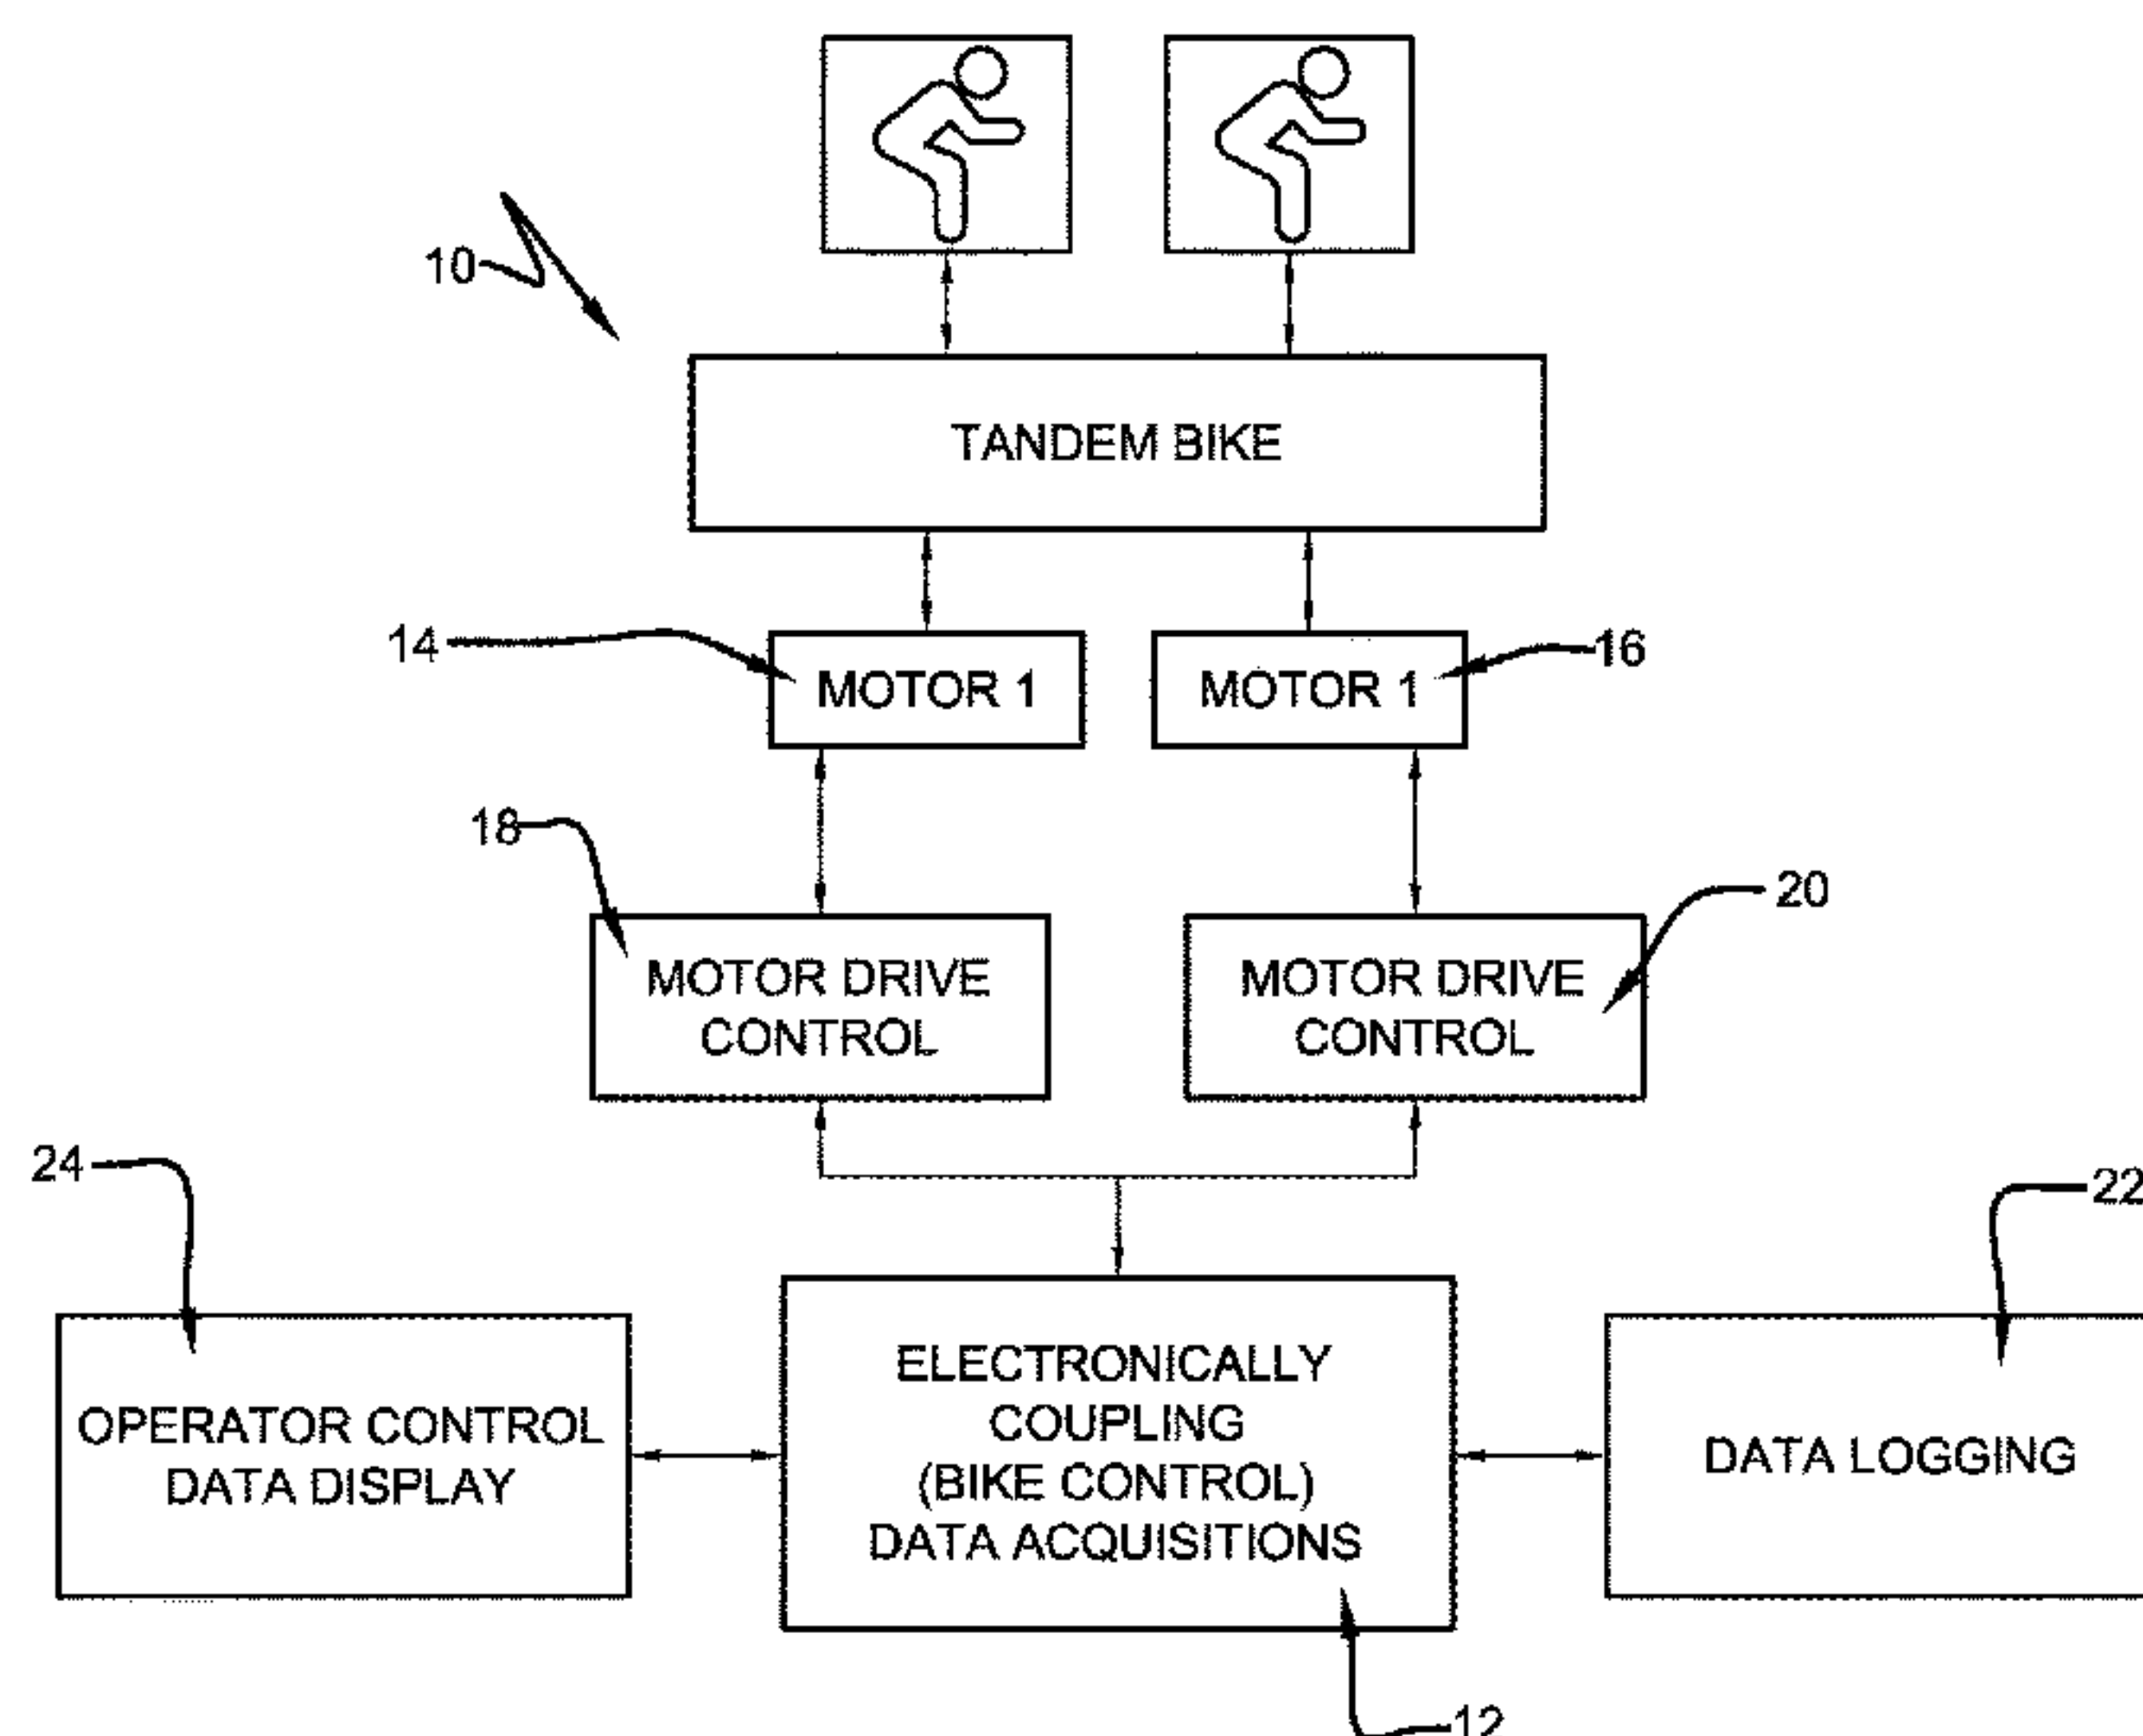 10
TANDEM BIKE
14
MOTOR 1
MOTOR 1
16
18
MOTOR DRIVE
CONTROL
MOTOR DRIVE
CONTROL
20
24
22
OPERATOR CONTROL
DATA DISPLAY
ELECTRONICALLY
COUPLING
(BIKE CONTROL)
DATA ACQUISITIONS
DATA LOGGING
12